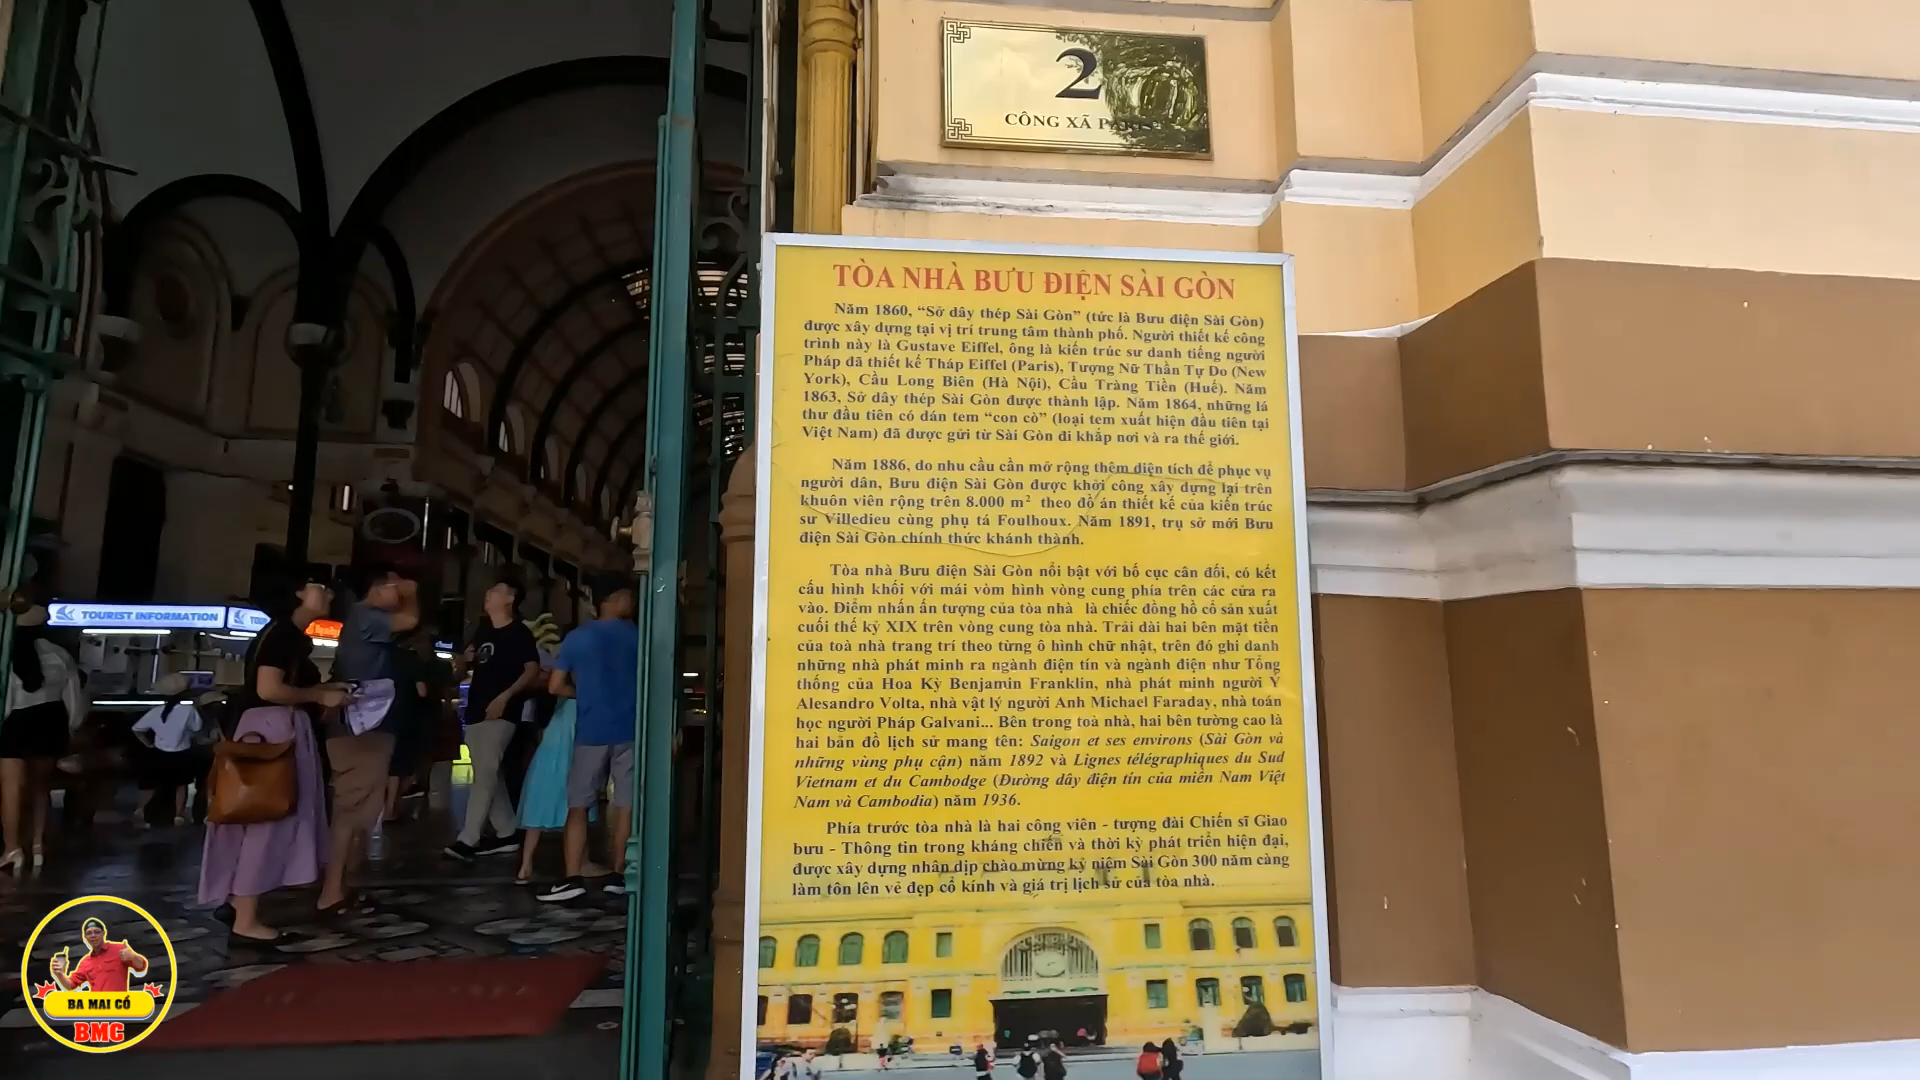 2
CÔNG XÃ
TÒA NHÀ BƯU ĐIỆN SÀI GÒN
Năm 1860, “Sở dây thép Sài Gòn” (tức là Bưu điện Sài Gòn)
được xây dựng tại vị trí trung tâm thành phố. Người thiết kế công
trình này là Gustave Eiffel, ông là kiến trúc sư danh tiếng người
Pháp đã thiết kế Tháp Eiffel (Paris), Tượng Nữ Thần Tự Do (New
York), Cầu Long Biên (Hà Nội), Cầu Tràng Tiền (Huế). Năm
1863, Sở dây thép Sài Gòn được thành lập. Năm 1864, những lá
thư đầu tiên có dán tem “con cò” (loại tem xuất hiện đầu tiên tại
Việt Nam) đã được gửi từ Sài Gòn đi khắp nơi và ra thế giới.
Năm 1886, do nhu cầu cần mở rộng thêm diện tích để phục vụ
người dân, Bưu điện Sài Gòn được khởi công xây dựng lại trên
khuôn viên rộng trên 8.000 m² theo đồ án thiết kế của kiến trúc
sư Villedieu cùng phụ tá Foulhoux. Năm 1891, trụ sở mới Bưu
điện Sài Gòn chính thức khánh thành.
Tòa nhà Bưu điện Sài Gòn nổi bật với bố cục cân đối, có kết
cấu hình khối với mái vòm hình vòng cung phía trên các cửa ra
vào. Điểm nhấn ấn tượng của tòa nhà là chiếc đồng hồ cổ sản xuất
cuối thế kỷ XIX trên vòng cung tòa nhà. Trải dài hai bên mặt tiền
của toà nhà trang trí theo từng ô hình chữ nhật, trên đó ghi danh
những nhà phát minh ra ngành điện tín và ngành điện như Tổng
thống của Hoa Kỳ Benjamin Franklin, nhà phát minh người Ý
Alesandro Volta, nhà vật lý người Anh Michael Faraday, nhà toán
học người Pháp Galvani... Bên trong toà nhà, hai bên tường cao là
hai bản đồ lịch sử mang tên: Saigon et ses environs (Sài Gòn và
những vùng phụ cận) năm 1892 và Lignes télégraphiques du Sud
Vietnam et du Cambodge (Đường dây điện tín của miền Nam Việt
Nam và Cambodia) năm 1936.
Phía trước tòa nhà là hai công viên - tượng đài Chiến sĩ Giao
bưu - Thông tin trong kháng chiến và thời kỳ phát triển hiện đại,
được xây dựng nhân dịp chào mừng kỷ niệm Sài Gòn 300 năm càng
làm tôn lên vẻ đẹp cổ kính và giá trị lịch sử của tòa nhà.
TOURIST INFORMATION
BA MAI CỐ
BMC